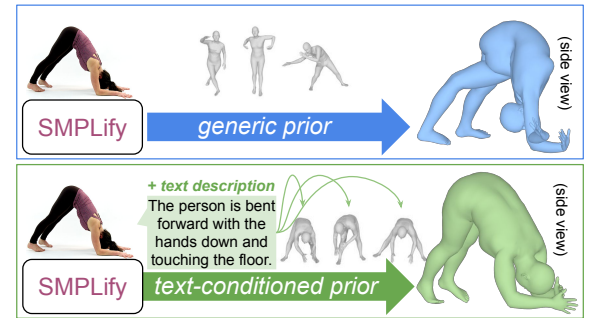 SMPLify
generic prior
(side view)
+ text description
The person is bent
forward with the
hands down and
touching the floor.
SMPLify
text-conditioned prior
(side view)